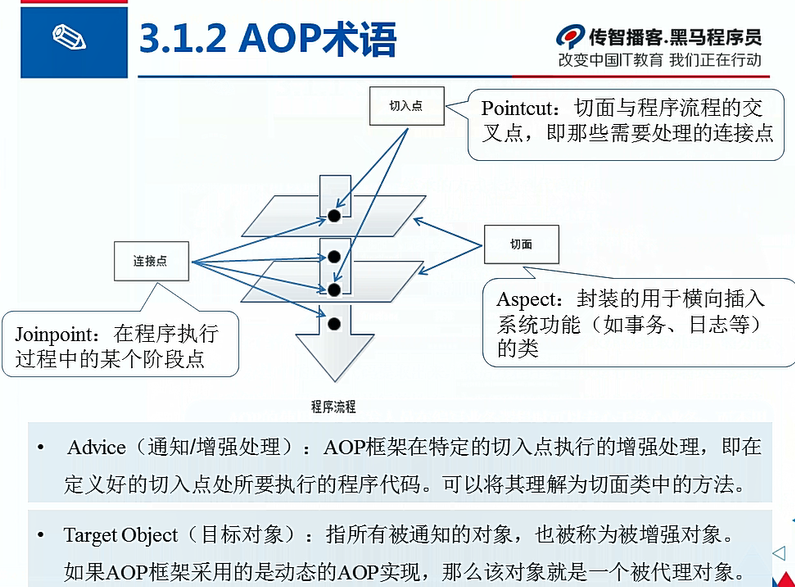 3.1.2 AOP术语
传智播客.黑马程序员
改变中国IT教育 我们正在行动
切入点
Pointcut：切面与程序流程的交
叉点，即那些需要处理的连接点
连接点
切面
Joinpoint：在程序执行
过程中的某个阶段点
Aspect：封装的用于横向插入
系统功能（如事务、日志等）
的类
程序流程
• Advice（通知/增强处理）：AOP框架在特定的切入点执行的增强处理，即在
定义好的切入点处所要执行的程序代码。可以将其理解为切面类中的方法。
• Target Object（目标对象）：指所有被通知的对象，也被称为被增强对象。
如果AOP框架采用的是动态的AOP实现，那么该对象就是一个被代理对象。